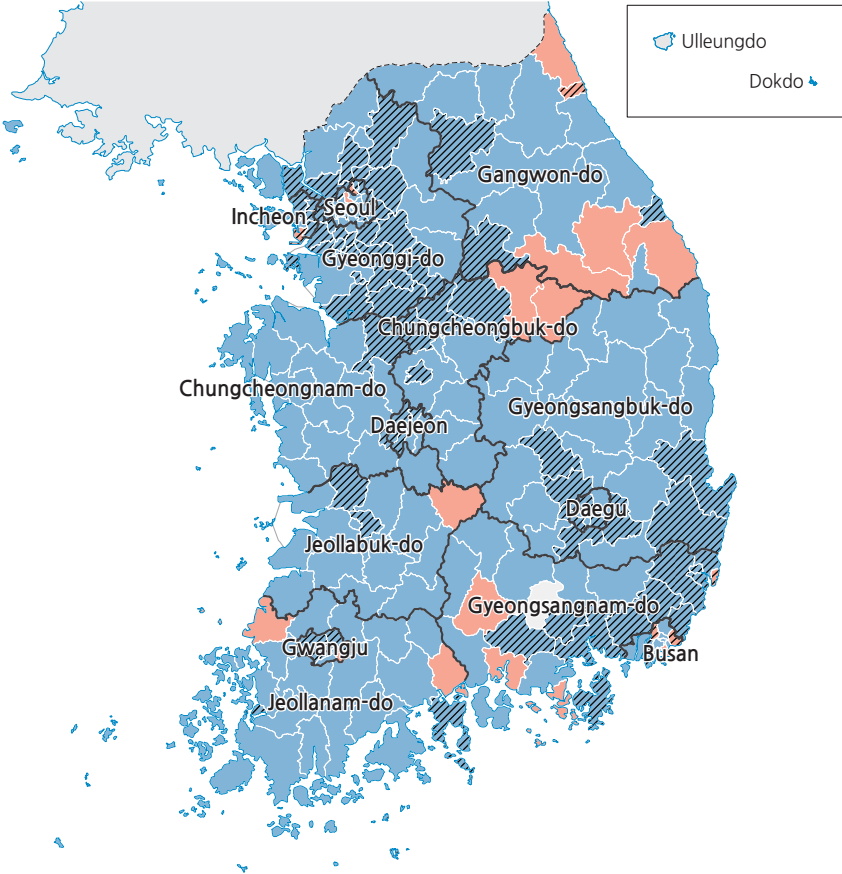 Ulleungdo
Dokdo
Gangwon-do
Seoul
Incheon
Gyeonggi-do
Chungcheongbuk-do
Chungcheongnam-do
Gyeongsangbuk-do
Daejeon
Daegu
Jeollabuk-do
Gyeongsangnam-do
Gwangju
Busan
Jeollanam-do